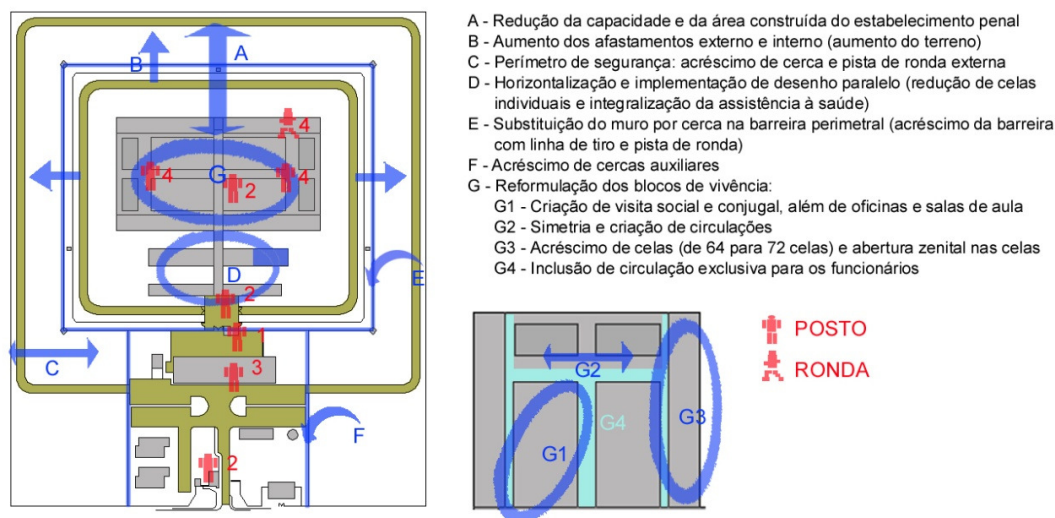 A - Redução da capacidade e da área construída do estabelecimento penal
B - Aumento dos afastamentos externo e interno (aumento do terreno)
C - Perímetro de segurança: acréscimo de cerca e pista de ronda externa
D - Horizontalização e implementação de desenho paralelo (redução de celas
individuais e integralização da assistência à saúde)
E - Substituição do muro por cerca na barreira perimetral (acréscimo da barreira
com linha de tiro e pista de ronda)
F - Acréscimo de cercas auxiliares
G - Reformulação dos blocos de vivência:
G1 - Criação de visita social e conjugal, além de oficinas e salas de aula
G2 - Simetria e criação de circulações
G3 - Acréscimo de celas (de 64 para 72 celas) e abertura zenital nas celas
G4 - Inclusão de circulação exclusiva para os funcionários
B
A
4
4
G
2
4
D
E
2
1
C
3
F
2
G2
G4
G3
G1
POSTO
RONDA